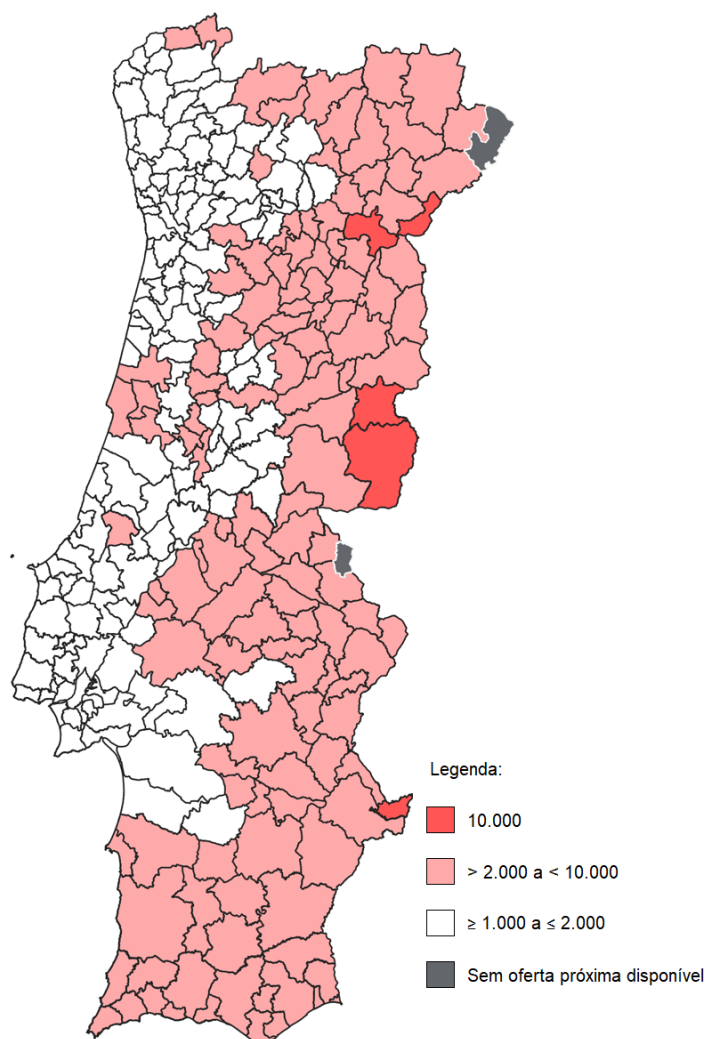 Legenda:
10.000
> 2.000 a < 10.000
≥ 1.000 a ≤ 2.000
Sem oferta próxima disponível